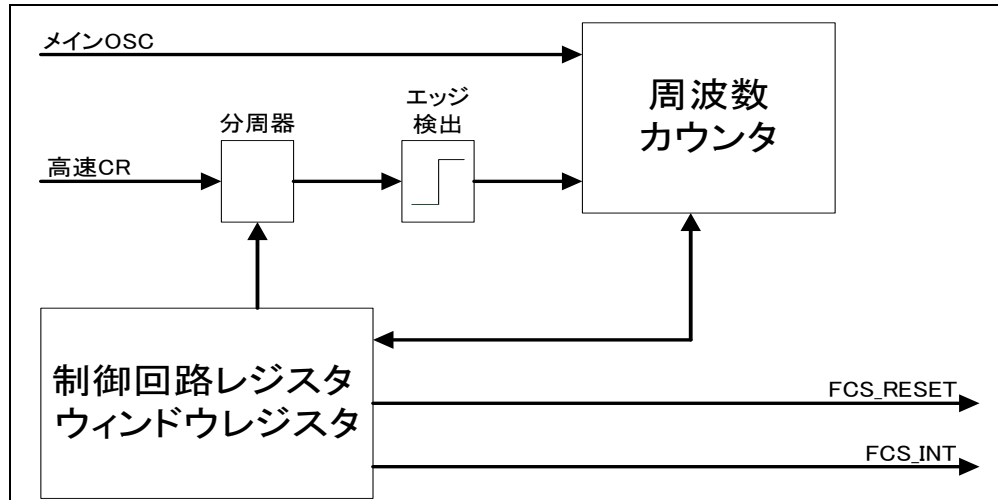 メインOSC
周波数
カウンタ
エッジ
検出
分周器
高速CR
制御回路レジスタ
ウィンドウレジスタ
FCS_RESET
FCS_INT